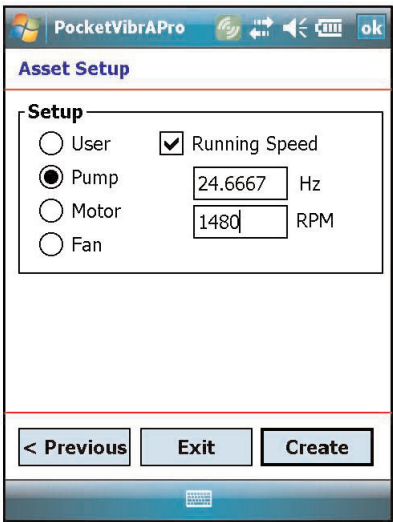 PocketVibrAPro ok
Asset Setup
Setup
User Running Speed
Pump 24.6667 Hz
Motor 1480 RPM
Fan
< Previous Exit Create